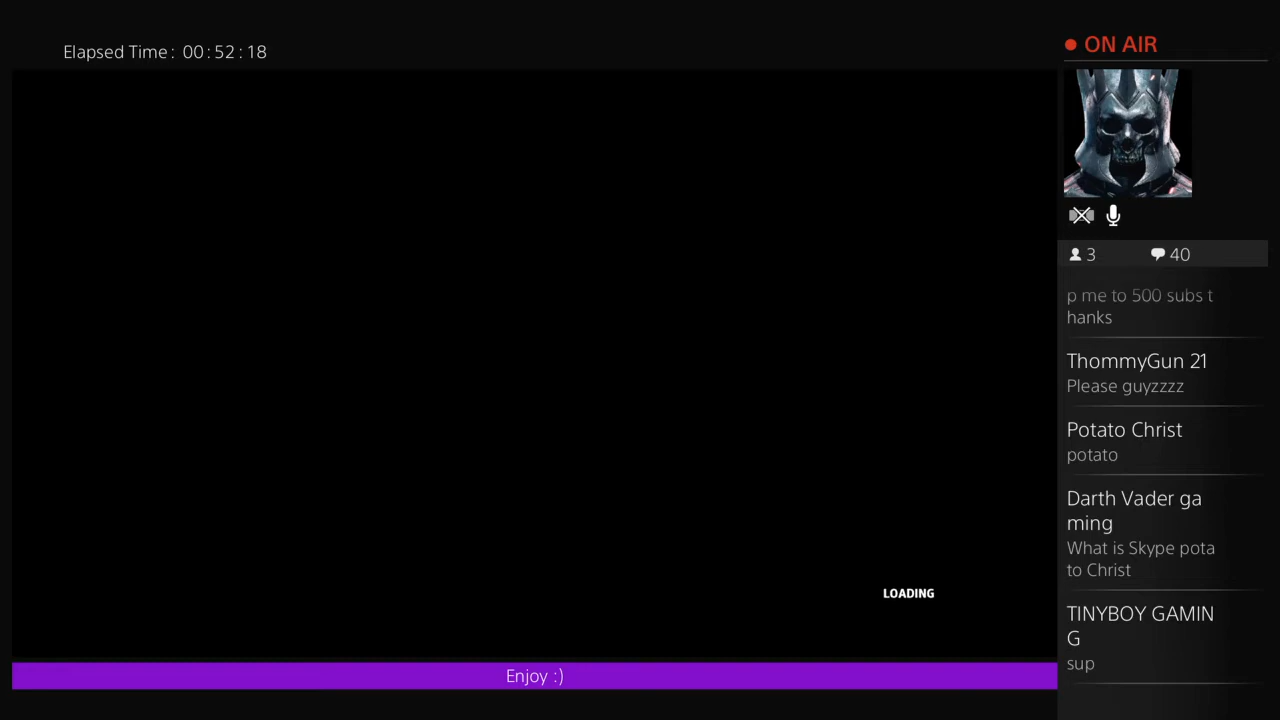 Elapsed Time: 00:52:18
ON AIR
3 40
p me to 500 subs t
hanks
ThommyGun 21
Please guyzzzz
Potato Christ
potato
Darth Vader ga
ming
What is Skype pota
to Christ
TINYBOY GAMIN
G
sup
LOADING
Enjoy :)